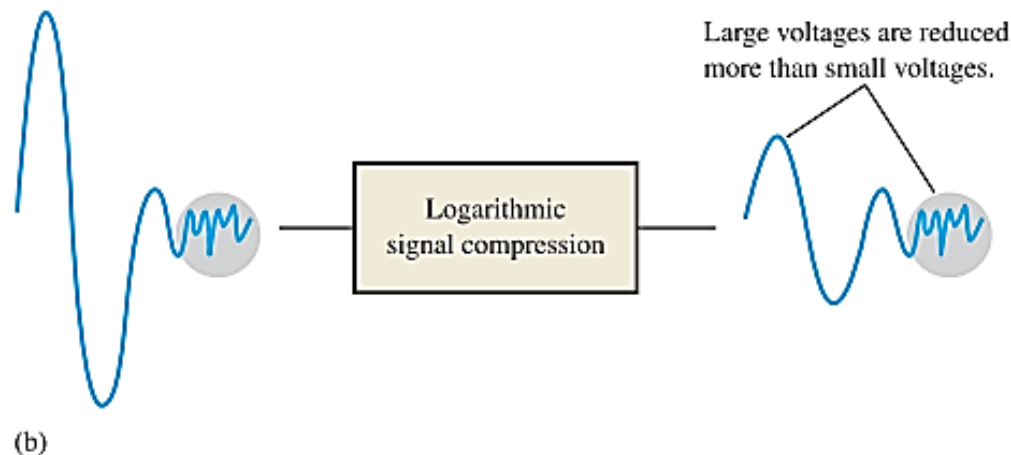 Large voltages are reduced
more than small voltages.
Logarithmic
signal compression
(b)